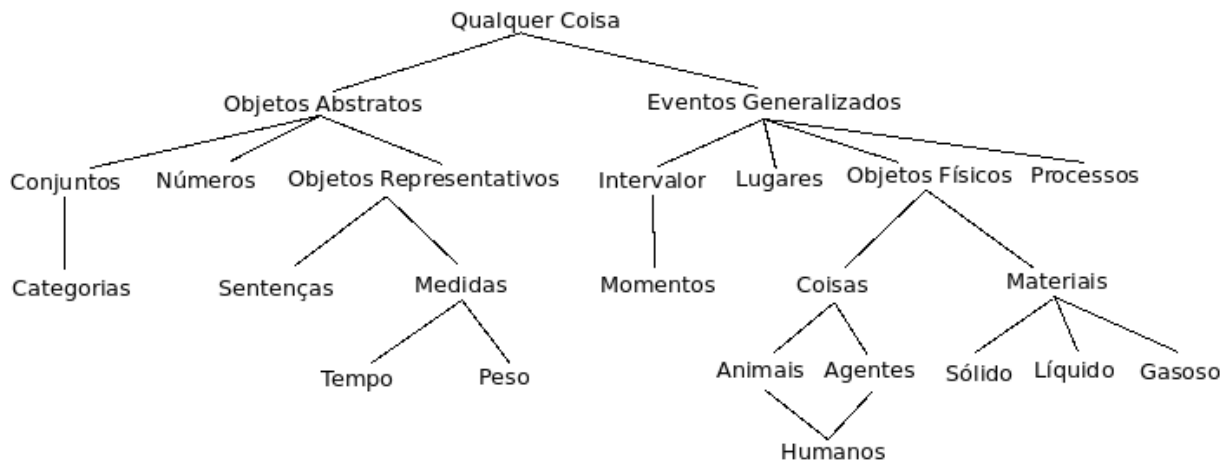 Qualquer Coisa
Objetos Abstratos
Eventos Generalizados
Conjuntos
Números
Objetos Representativos
Intervalor
Lugares
Objetos Físicos
Processos
Categorias
Sentenças
Medidas
Momentos
Coisas
Materiais
Tempo
Peso
Animais
Agentes
Sólido
Líquido
Gasoso
Humanos